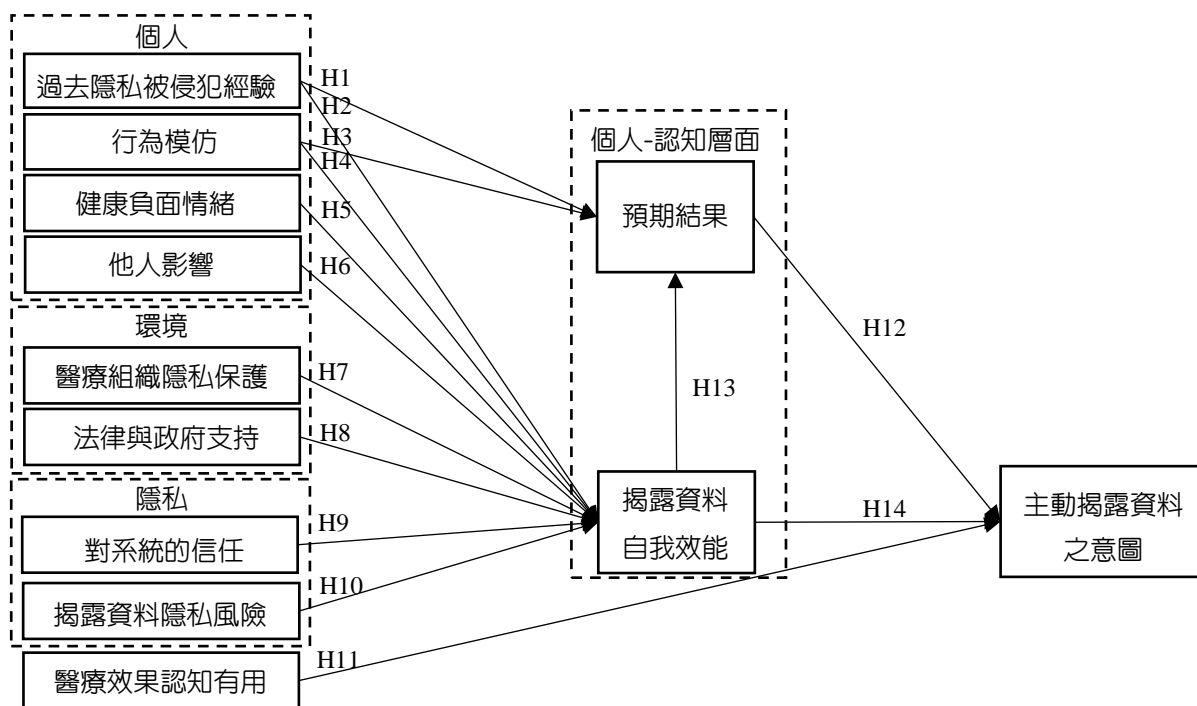 個人
過去隱私被侵犯經驗
行為模仿
健康負面情緒
他人影響
環境
醫療組織隱私保護
法律與政府支持
隱私
對系統的信任
揭露資料隱私風險
醫療效果認知有用
H1
H2
H3
H4
H5
H6
H7
H8
H9
H10
H11
個人-認知層面
預期結果
H13
揭露資料
自我效能
H12
H14
主動揭露資料
之意圖